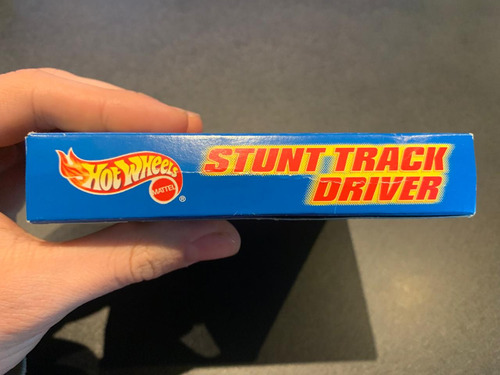 HOT WHEELS
MATTEL
®
STUNT TRACK
DRIVER